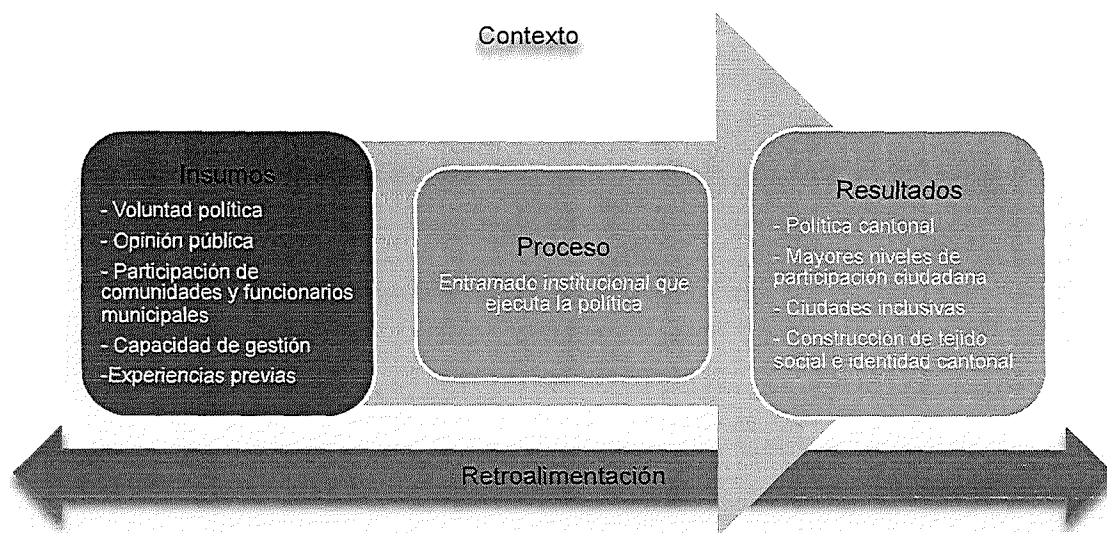 Contexto
Insumos
- Voluntad política
- Opinión pública
- Participación de
comunidades y funcionarios
municipales
- Capacidad de gestión
-Experiencias previas
Proceso
Entramado institucional que
ejecuta la política
Resultados
- Política cantonal
- Mayores niveles de
participación ciudadana
- Ciudades inclusivas
- Construcción de tejido
social e identidad cantonal
Retroalimentación